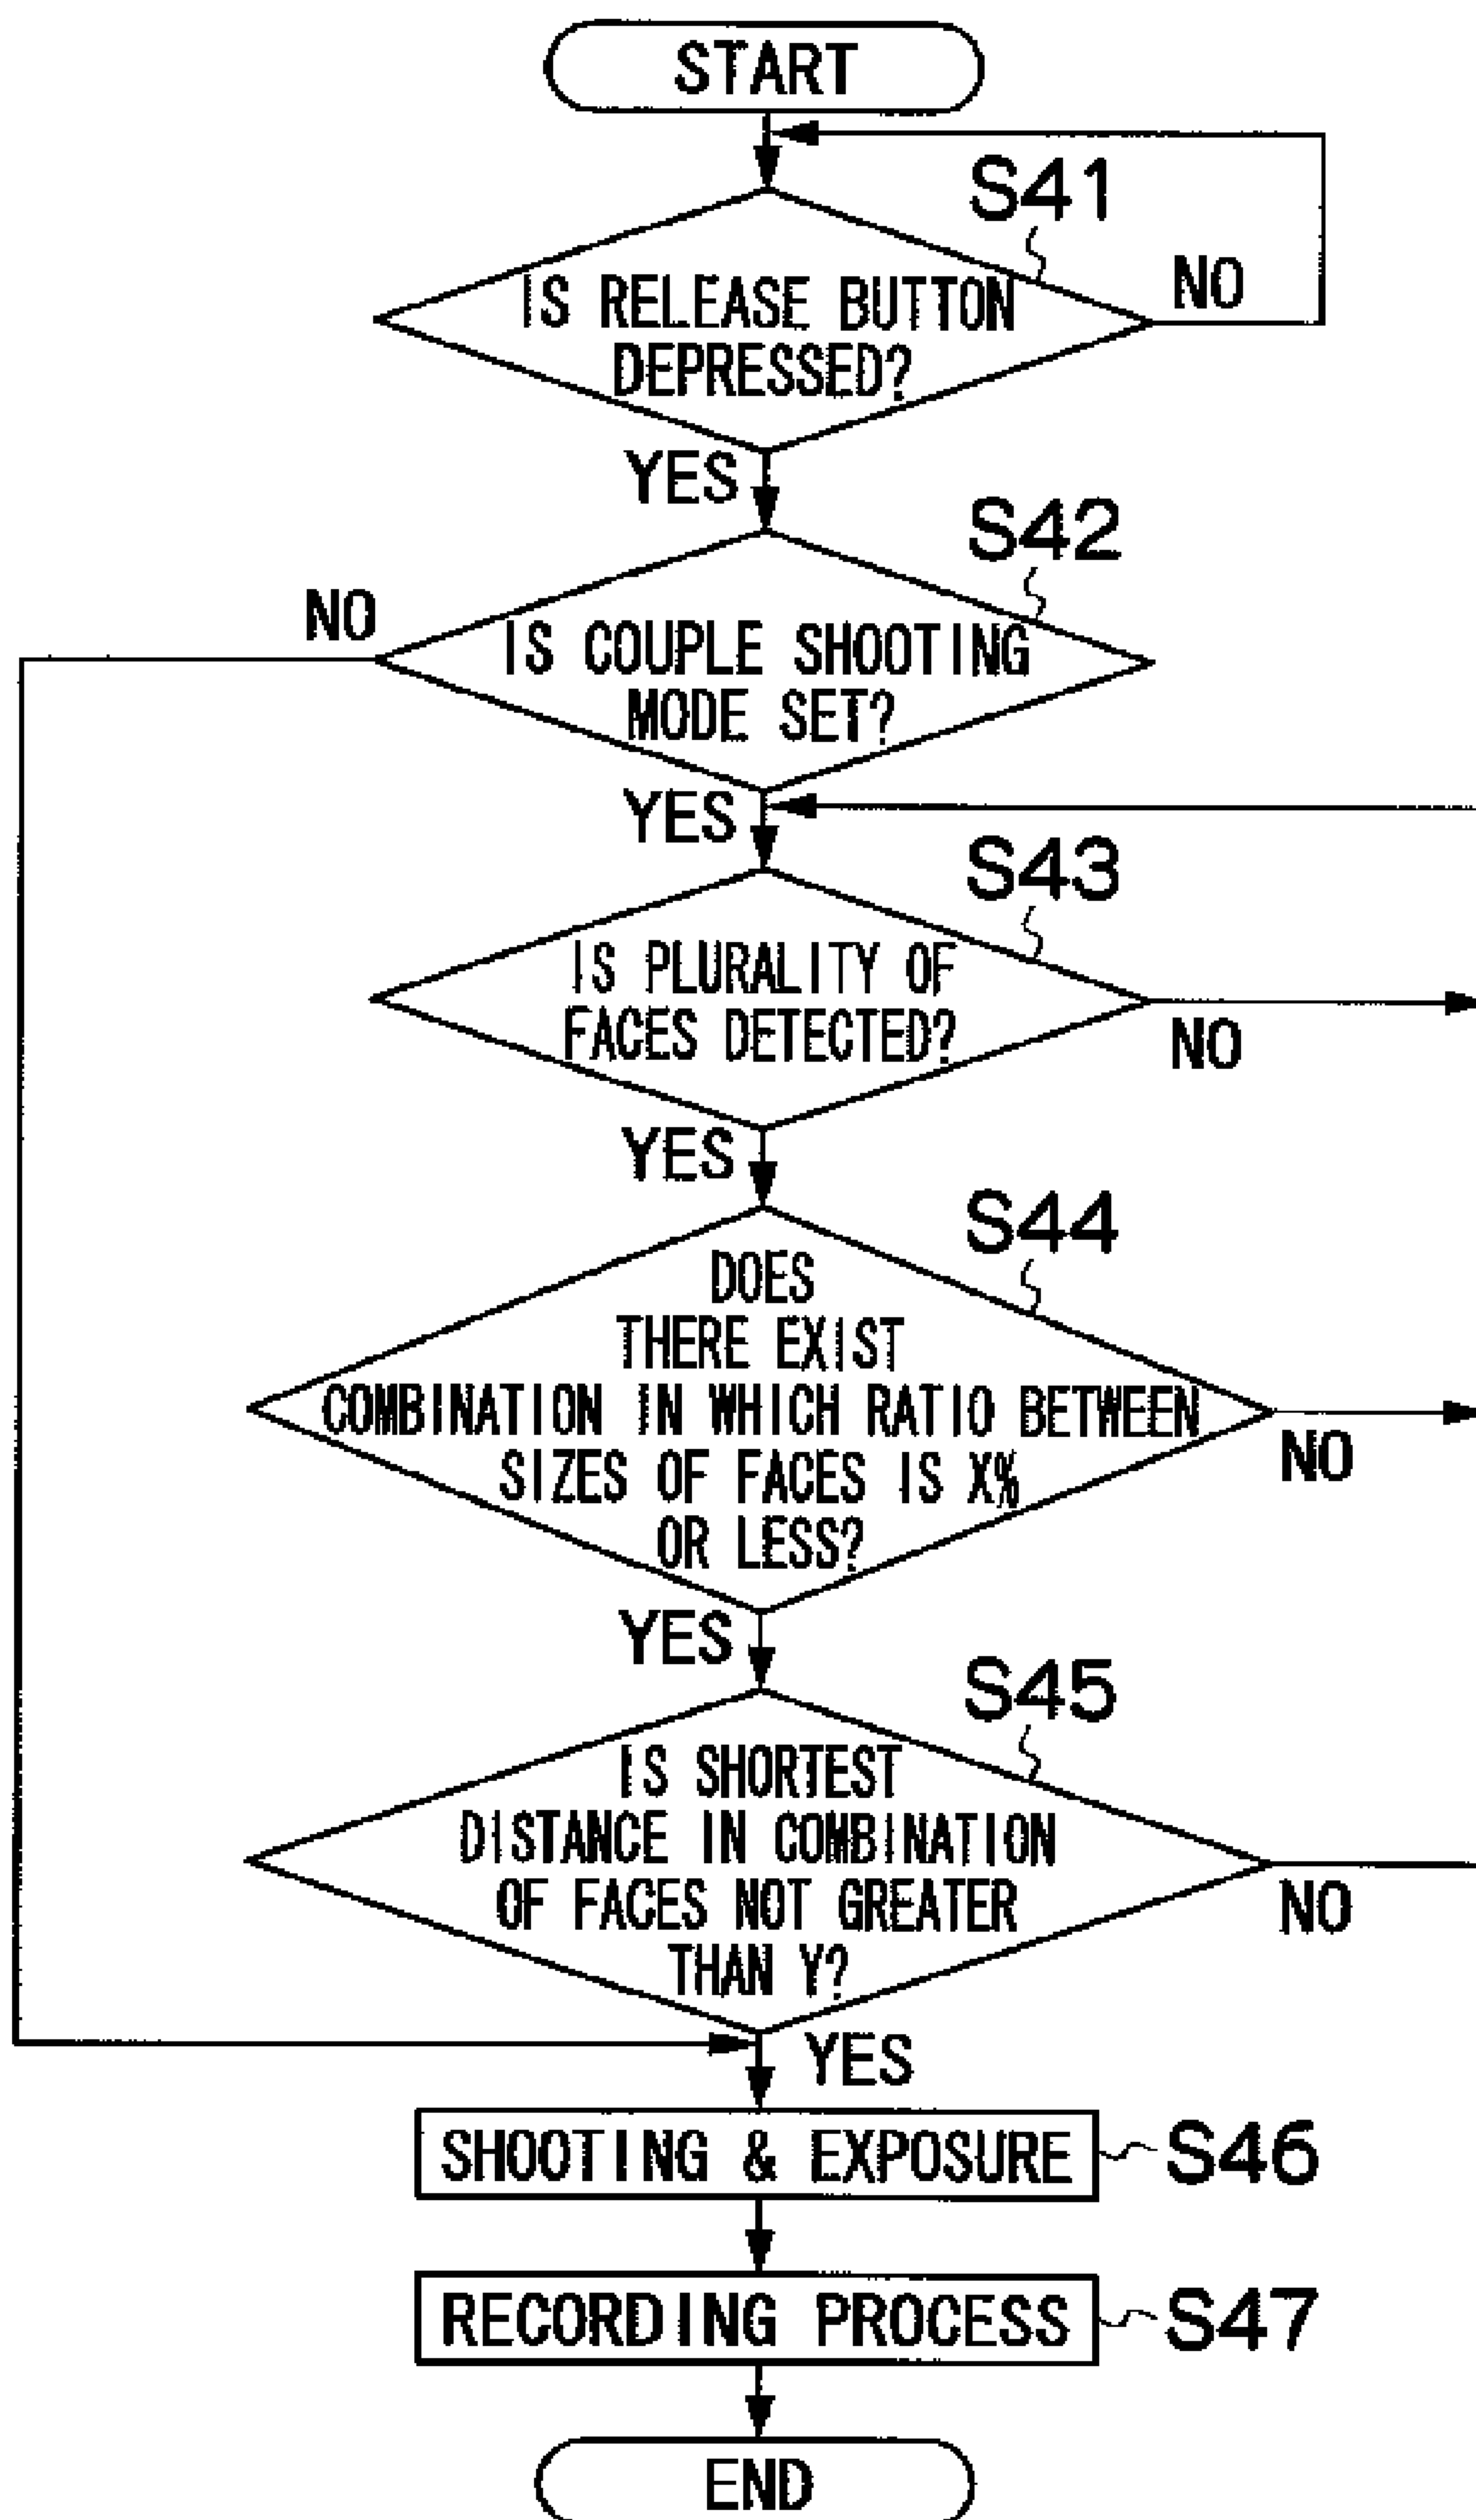 START
S41
IS RELEASE BUTTON
DEPRESSED?
NO
YES
S42
NO
IS COUPLE SHOOTING
MODE SET?
YES
S43
IS PLURALITY OF
FACES DETECTED?
NO
YES
S44
DOES
THERE EXIST
COMBINATION IN WHICH RATIO BETWEEN
SIZES OF FACES IS X%
OR LESS?
NO
YES
S45
IS SHORTEST
DISTANCE IN COMBINATION
OF FACES NOT GREATER
THAN Y?
NO
YES
SHOOTING & EXPOSURE
S46
RECORDING PROCESS
S47
END